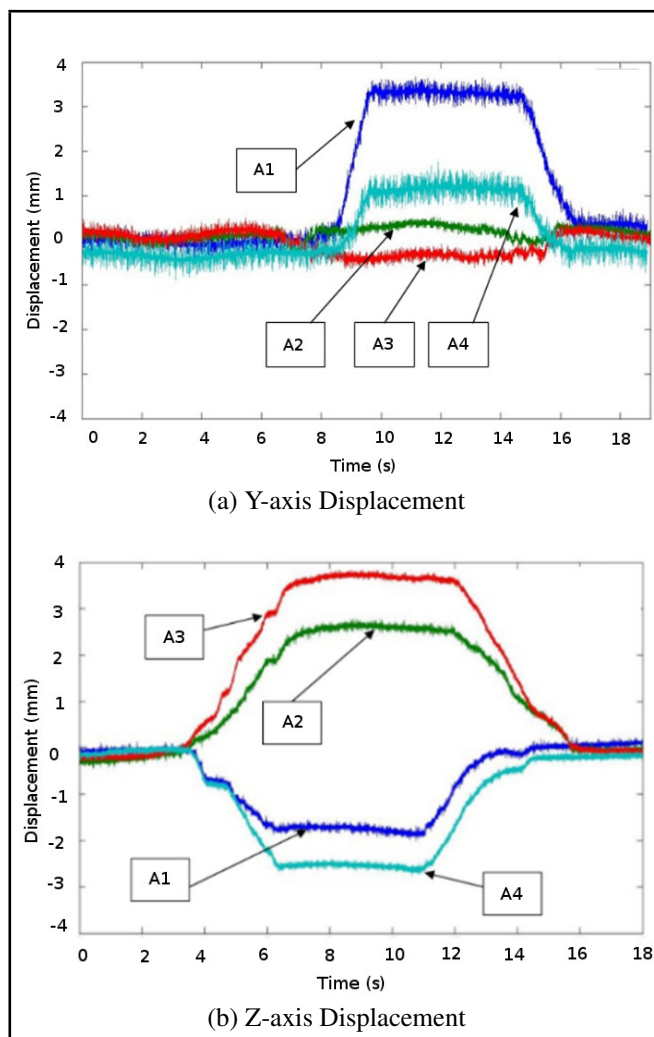 4
3
2
1
0
-1
-2
-3
-4
Displacement (mm)
A1
A2
A3
A4
0 2 4 6 8 10 12 14 16 18
Time (s)
(a) Y-axis Displacement
4
3
2
1
0
-1
-2
-3
-4
Displacement (mm)
A3
A2
A1
A4
0 2 4 6 8 10 12 14 16 18
Time (s)
(b) Z-axis Displacement